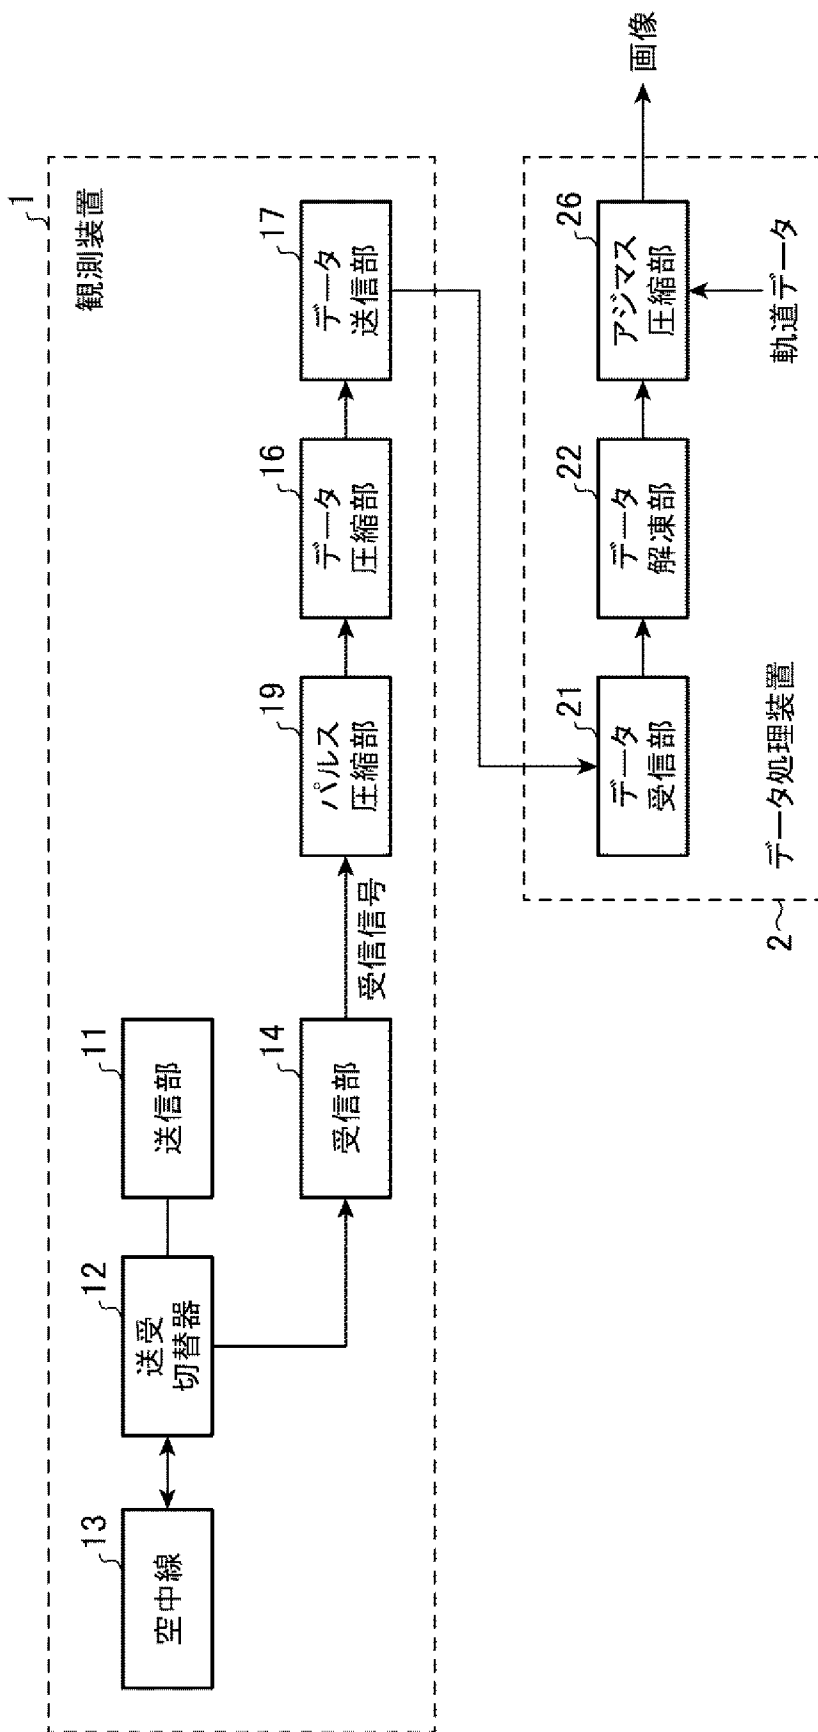 1
観測装置
13
空中線
12
送受
切替器
11
送信部
14
受信部
受信信号
19
パルス
圧縮部
16
データ
圧縮部
17
データ
送信部
2
データ処理装置
21
データ
受信部
22
データ
解凍部
26
アジマス
圧縮部
軌道データ
画像